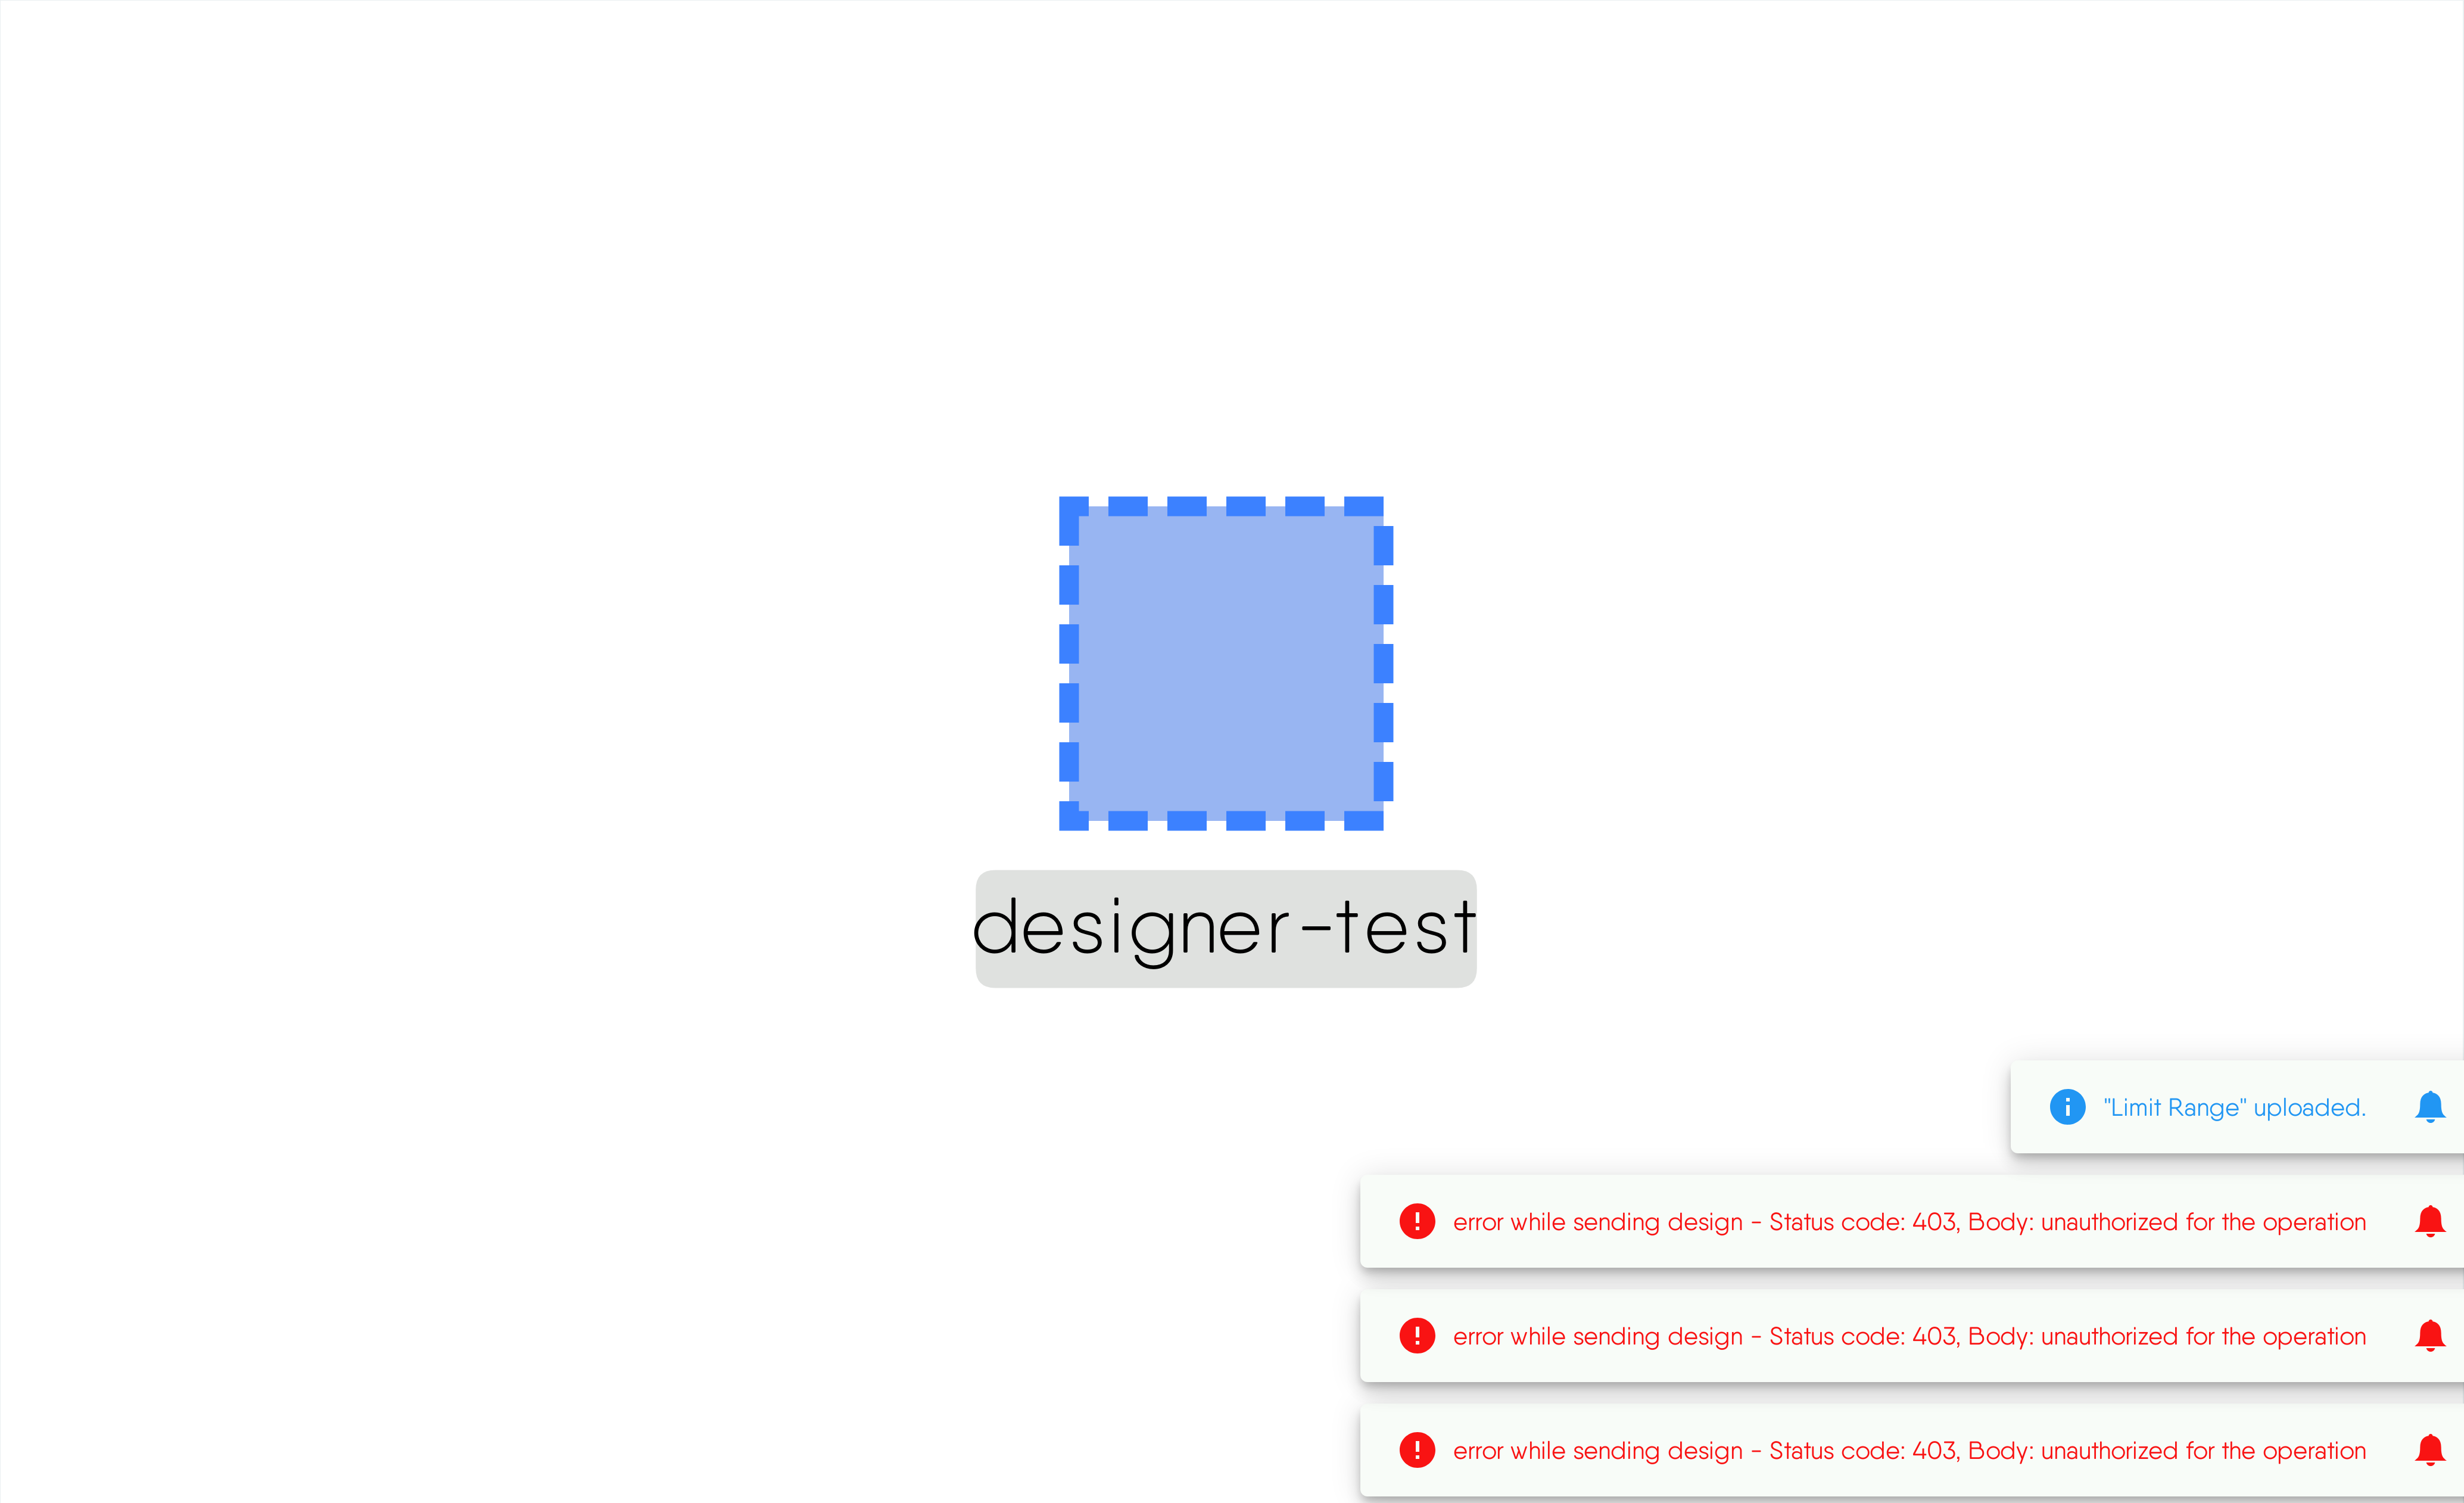 designer-test
"Limit Range" uploaded.
error while sending design - Status code: 403, Body: unauthorized for the operation
error while sending design - Status code: 403, Body: unauthorized for the operation
error while sending design - Status code: 403, Body: unauthorized for the operation